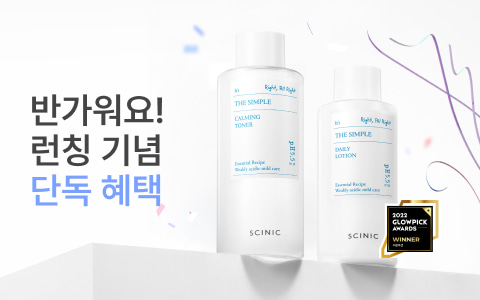 반가워요!
런칭 기념
단독 혜택
Right, All Right
THE SIMPLE
CALMING
TONER
pH5.5
Essential Recipe
Weakly acidic mild care
SCINIC
Right, All Right
THE SIMPLE
DAILY
LOTION
pH5.5
Essential Recipe
Weakly acidic mild care
SCINIC
2022
GLOWPICK
AWARDS
WINNER